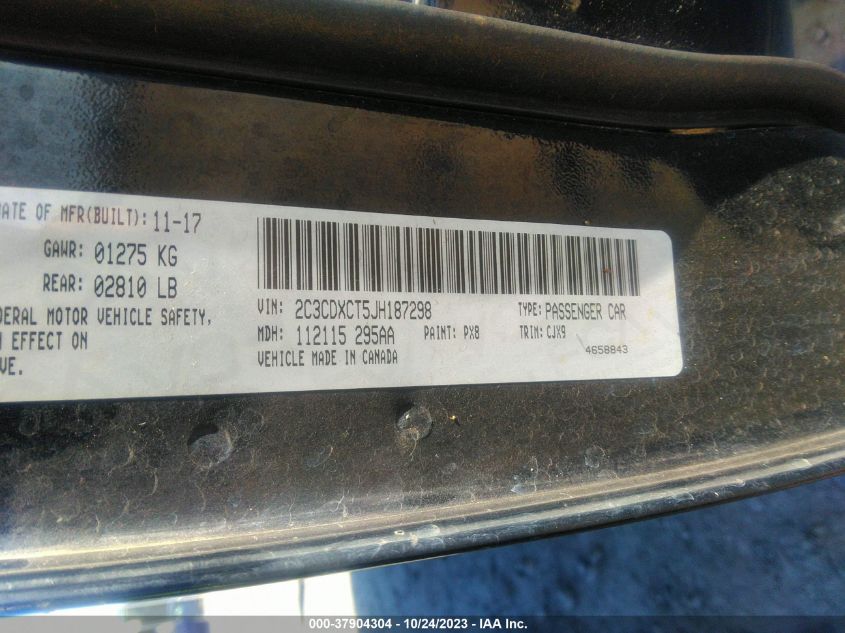 ATE OF MFR(BUILT): 11-17
GAWR: 01275 KG
REAR: 02810 LB
DERAL MOTOR VEHICLE SAFETY,
EFFECT ON
VE.
VIN: 2C3CDXCT5JH187298 TYPE: PASSENGER CAR
MDH: 112115 295AA PAINT: PX8 TRIM: CJX9
VEHICLE MADE IN CANADA 4658843
000-37904304 - 10/24/2023 - IAA Inc.